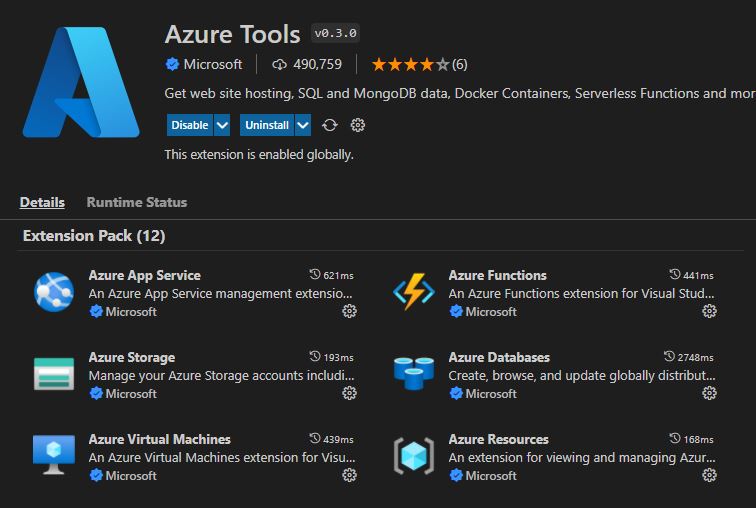 Azure Tools v0.3.0
Microsoft 490,759 (6)
Get web site hosting, SQL and MongoDB data, Docker Containers, Serverless Functions and mor
Disable Uninstall
This extension is enabled globally.
Details Runtime Status
Extension Pack (12)
Azure App Service 621ms
An Azure App Service management extensio...
Microsoft
Azure Functions 441ms
An Azure Functions extension for Visual Stud...
Microsoft
Azure Storage 193ms
Manage your Azure Storage accounts includi...
Microsoft
Azure Databases 2748ms
Create, browse, and update globally distribut...
Microsoft
Azure Virtual Machines 439ms
An Azure Virtual Machines extension for Visu...
Microsoft
Azure Resources 168ms
An extension for viewing and managing Azur...
Microsoft